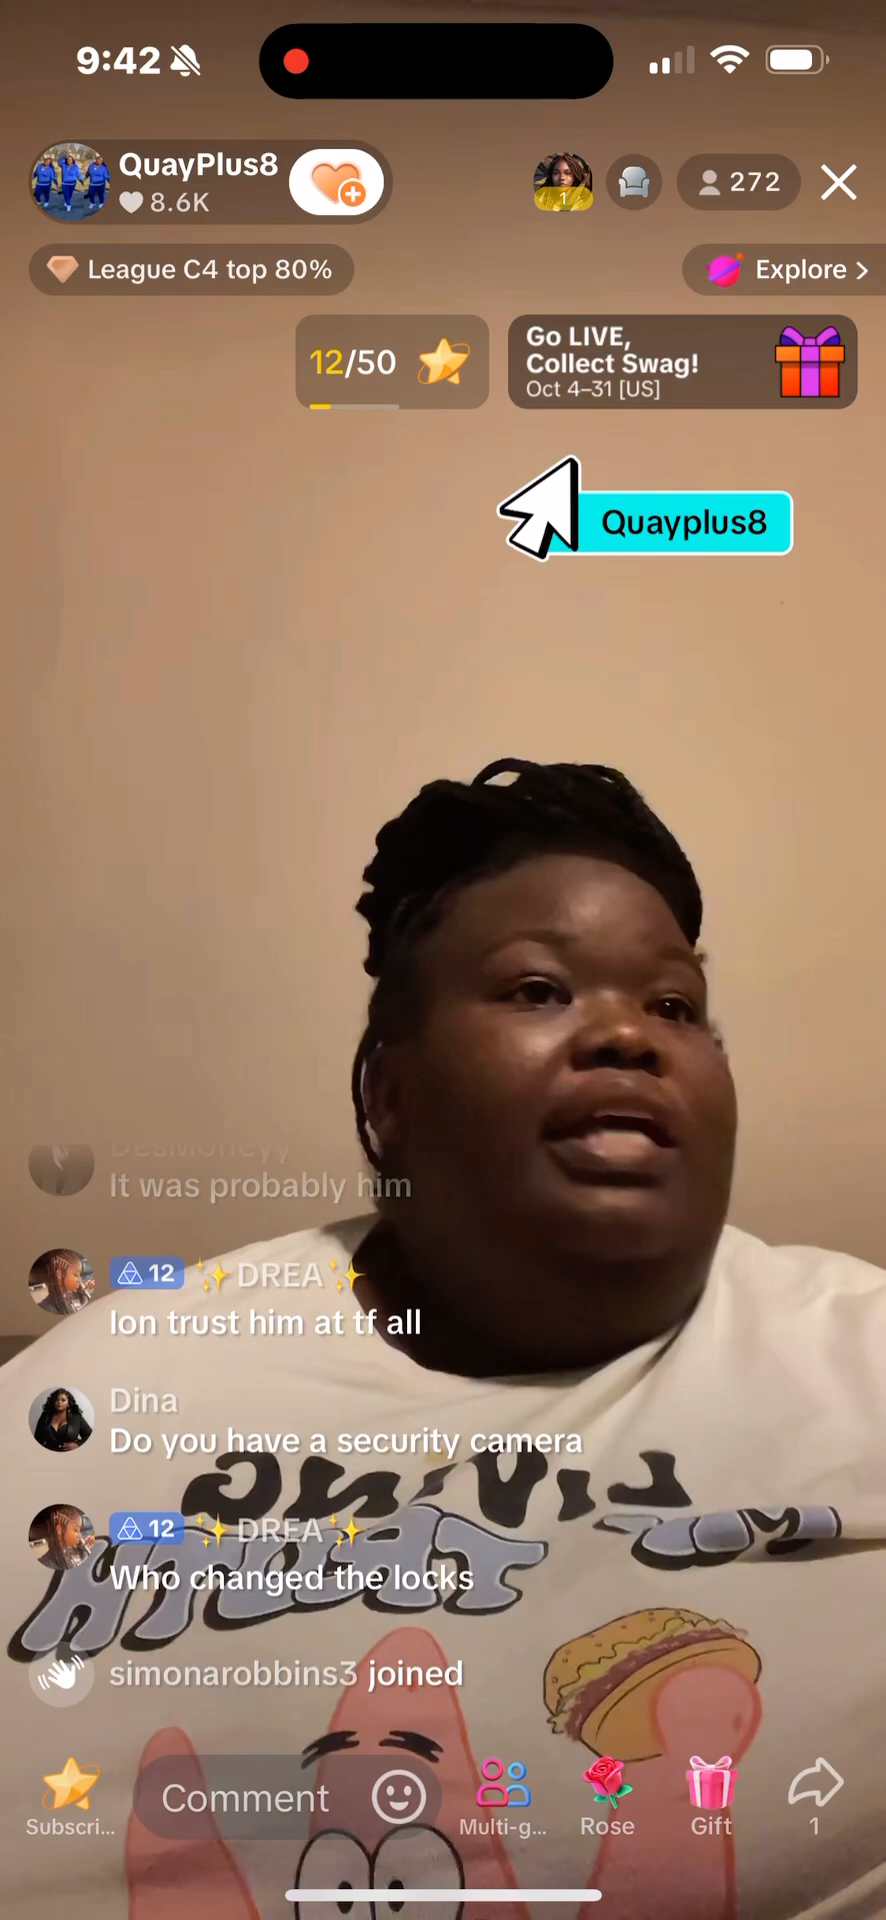 9:42
QuayPlus8
8.6K
1
272
League C4 top 80%
Explore >
12/50
Go LIVE,
Collect Swag!
Oct 4–31 [US]
Quayplus8
DesMoneyy
It was probably him
12 ✨DREA✨
Ion trust him at tf all
Dina
Do you have a security camera
12 ✨DREA✨
Who changed the locks
simonarobbins3 joined
Comment
Subscri...
Multi-g...
Rose
Gift
1